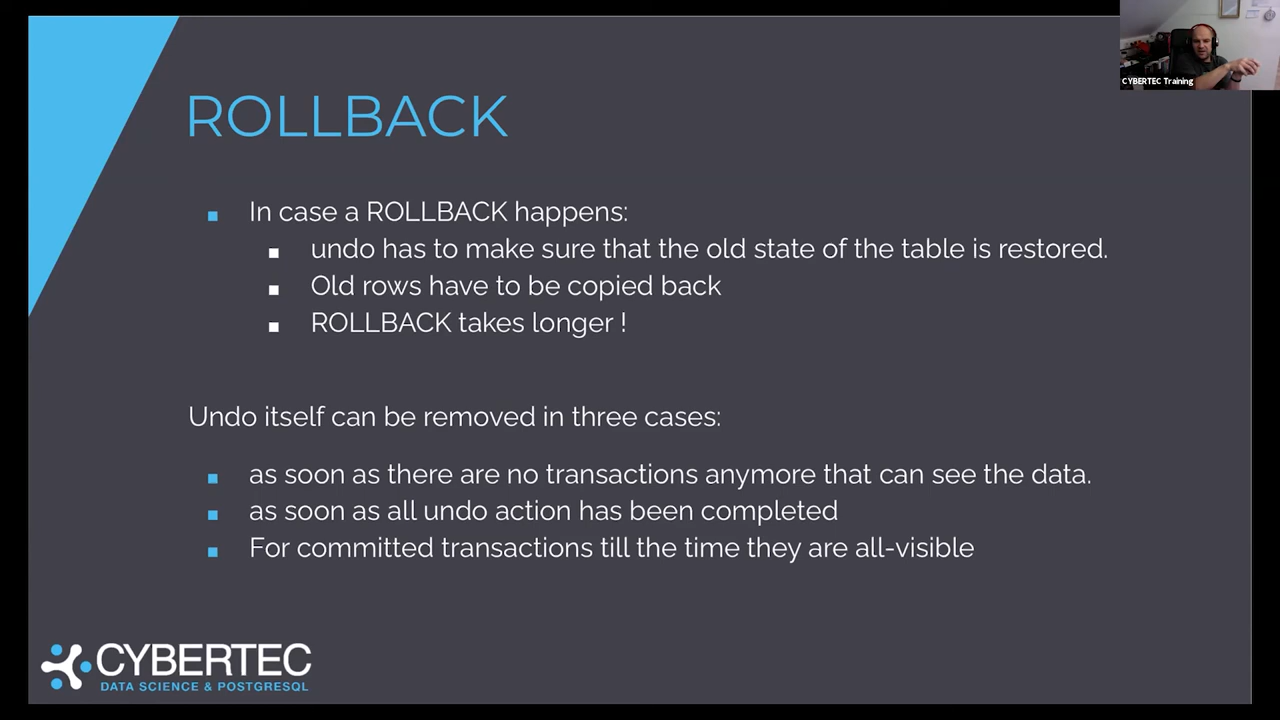 CYBERTEC Training
ROLLBACK
In case a ROLLBACK happens:
undo has to make sure that the old state of the table is restored.
Old rows have to be copied back
ROLLBACK takes longer !
Undo itself can be removed in three cases:
as soon as there are no transactions anymore that can see the data.
as soon as all undo action has been completed
For committed transactions till the time they are all-visible
CYBERTEC
DATA SCIENCE & POSTGRESQL